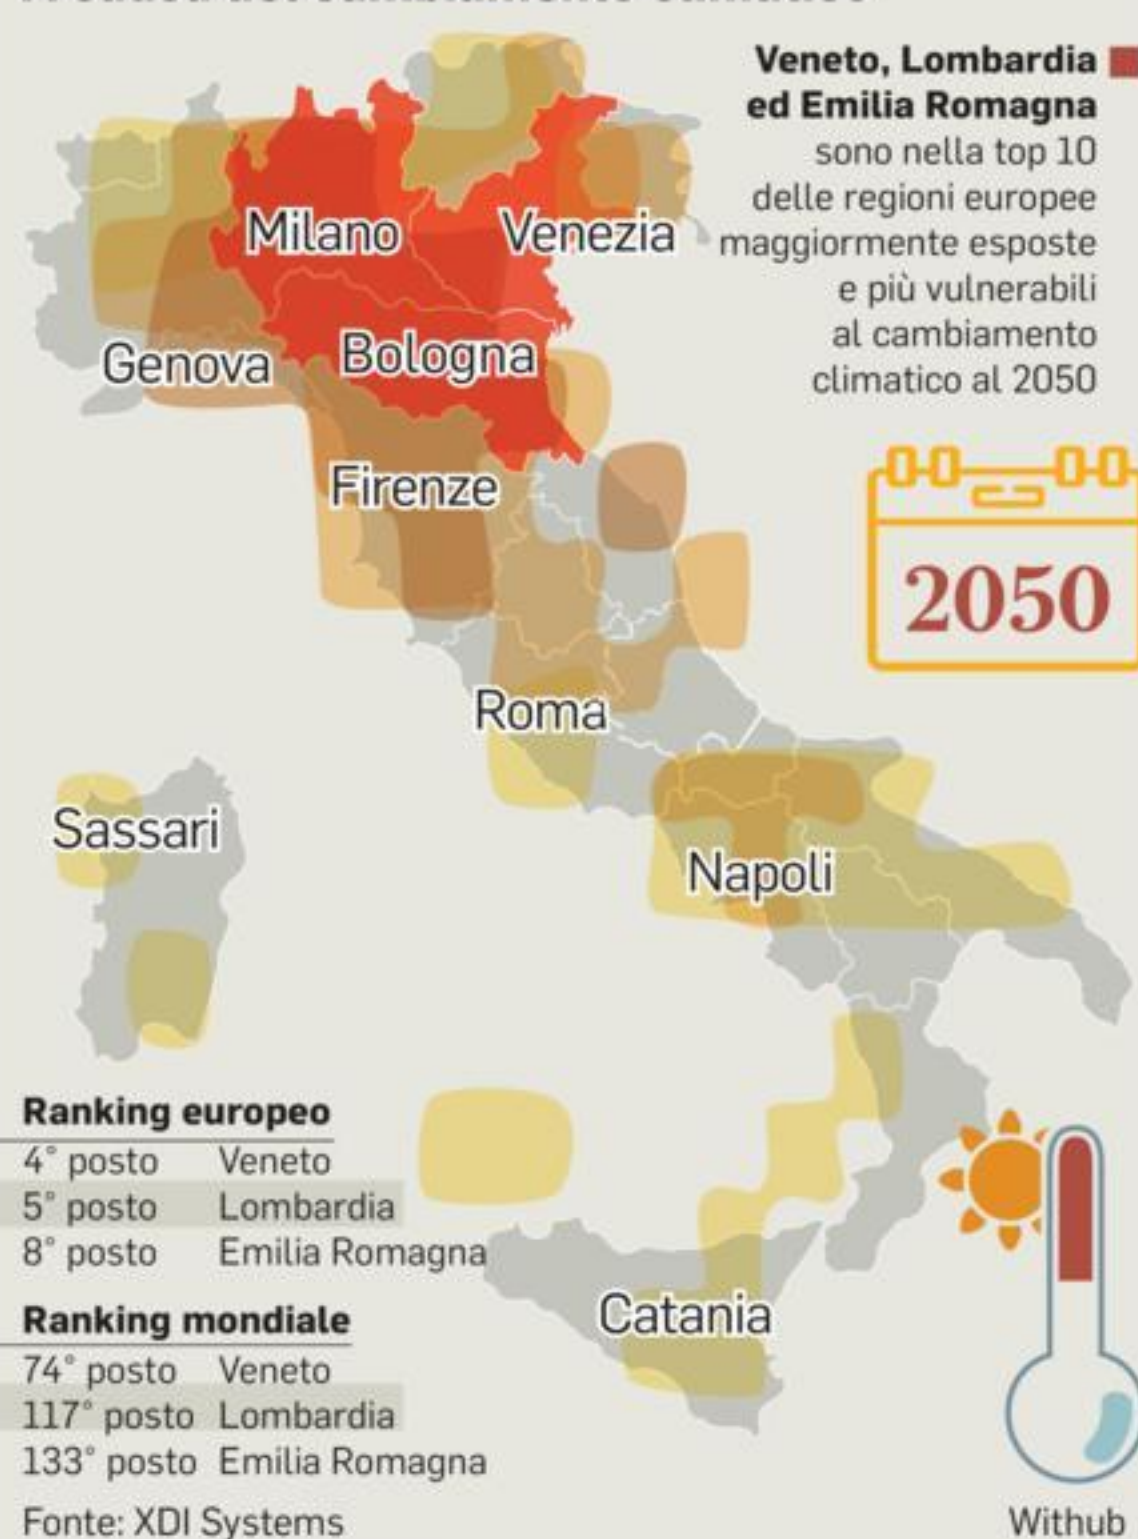 Veneto, Lombardia
ed Emilia Romagna
sono nella top 10
delle regioni europee
maggiormente esposte
e più vulnerabili
al cambiamento
climatico al 2050
Milano
Venezia
Genova
Bologna
Firenze
2050
Roma
Sassari
Napoli
Catania
Ranking europeo
4° posto Veneto
5° posto Lombardia
8° posto Emilia Romagna
Ranking mondiale
74° posto Veneto
117° posto Lombardia
133° posto Emilia Romagna
Fonte: XDI Systems
Withub